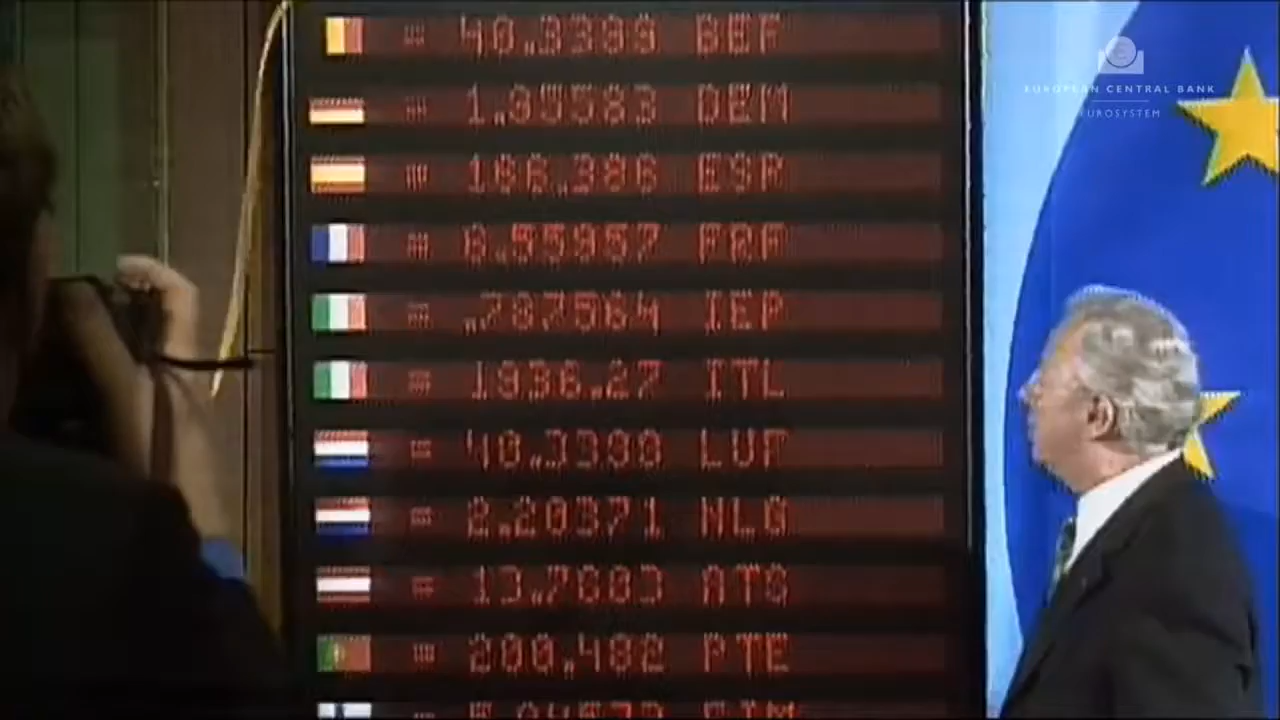 = 40.3399 BEF
= 1.95583 DEM
= 166.386 ESP
= 6.55957 FRF
= .787564 IEP
= 1936.27 ITL
= 40.3399 LUF
= 2.20371 NLG
= 13.7603 ATS
= 200.482 PTE
EUROPEAN CENTRAL BANK
EUROSYSTEM